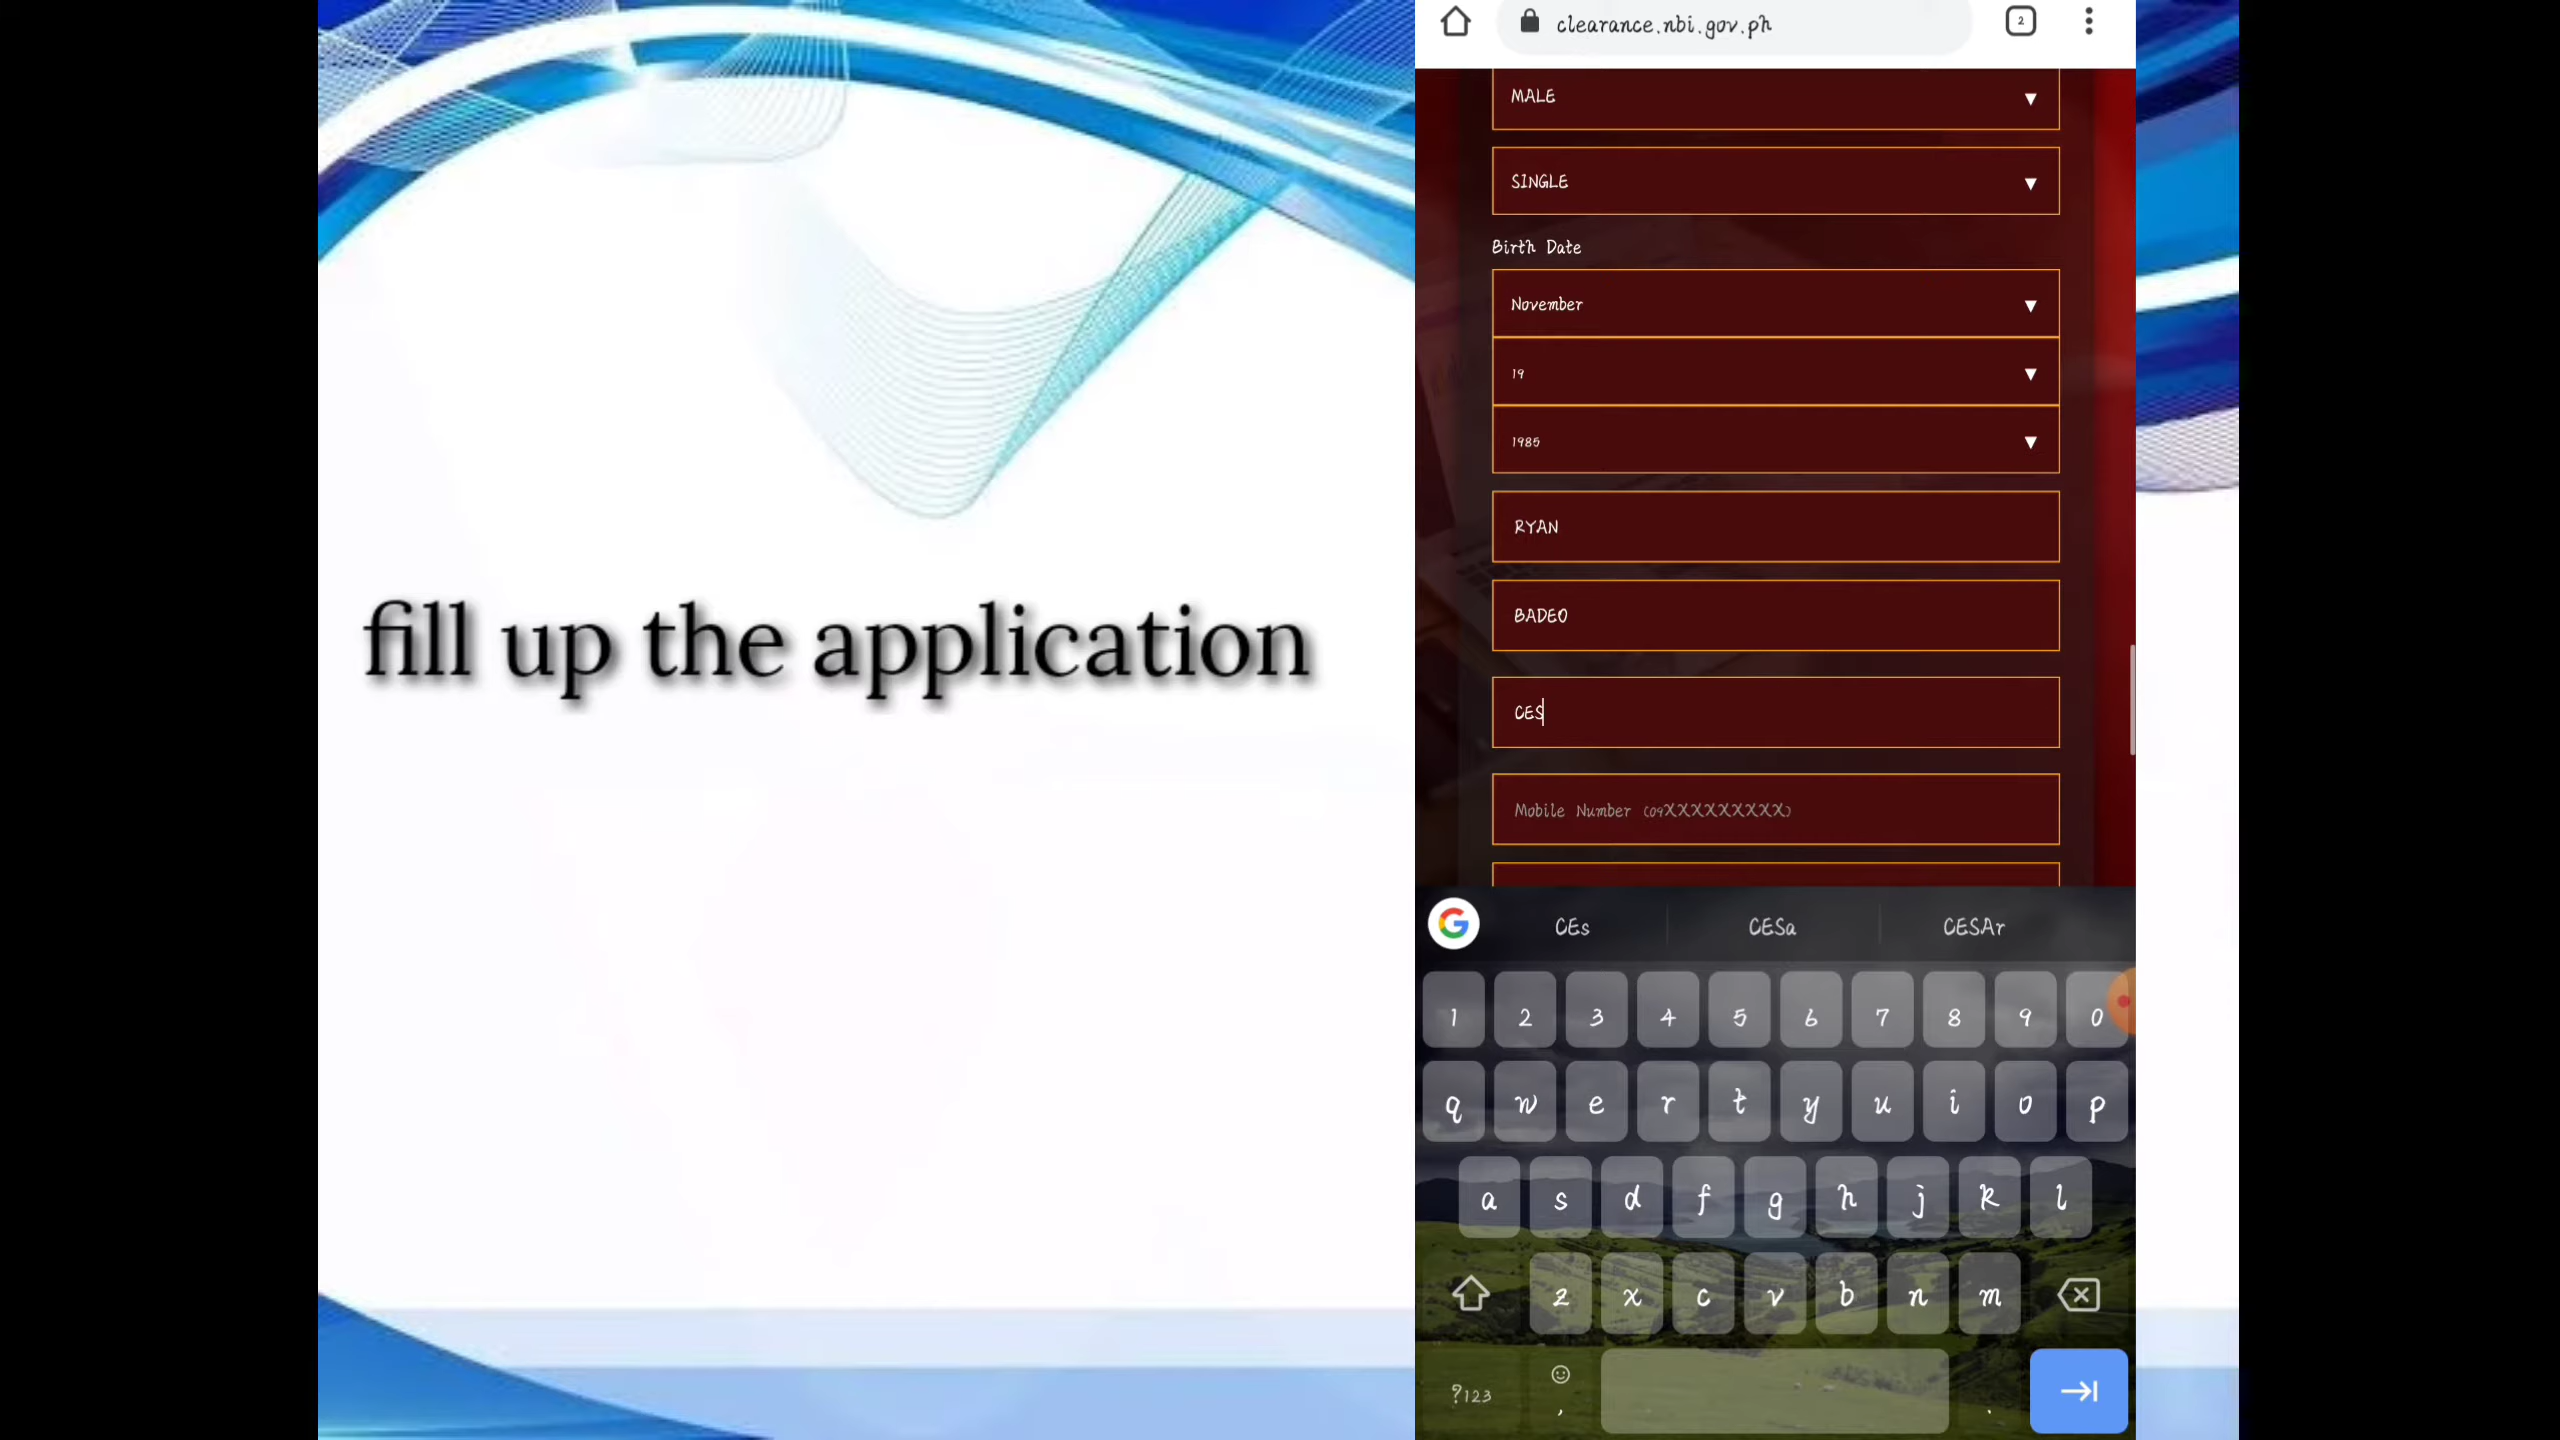 fill up the application
clearance.nbi.gov.ph
2
MALE
SINGLE
Birth Date
November
19
1985
RYAN
BADEO
CES
Mobile Number (09XXXXXXXXX)
CEs CESa CESAr
1 2 3 4 5 6 7 8 9 0
q w e r t y u i o p
a s d f g h j k l
z x c v b n m
?123 , .